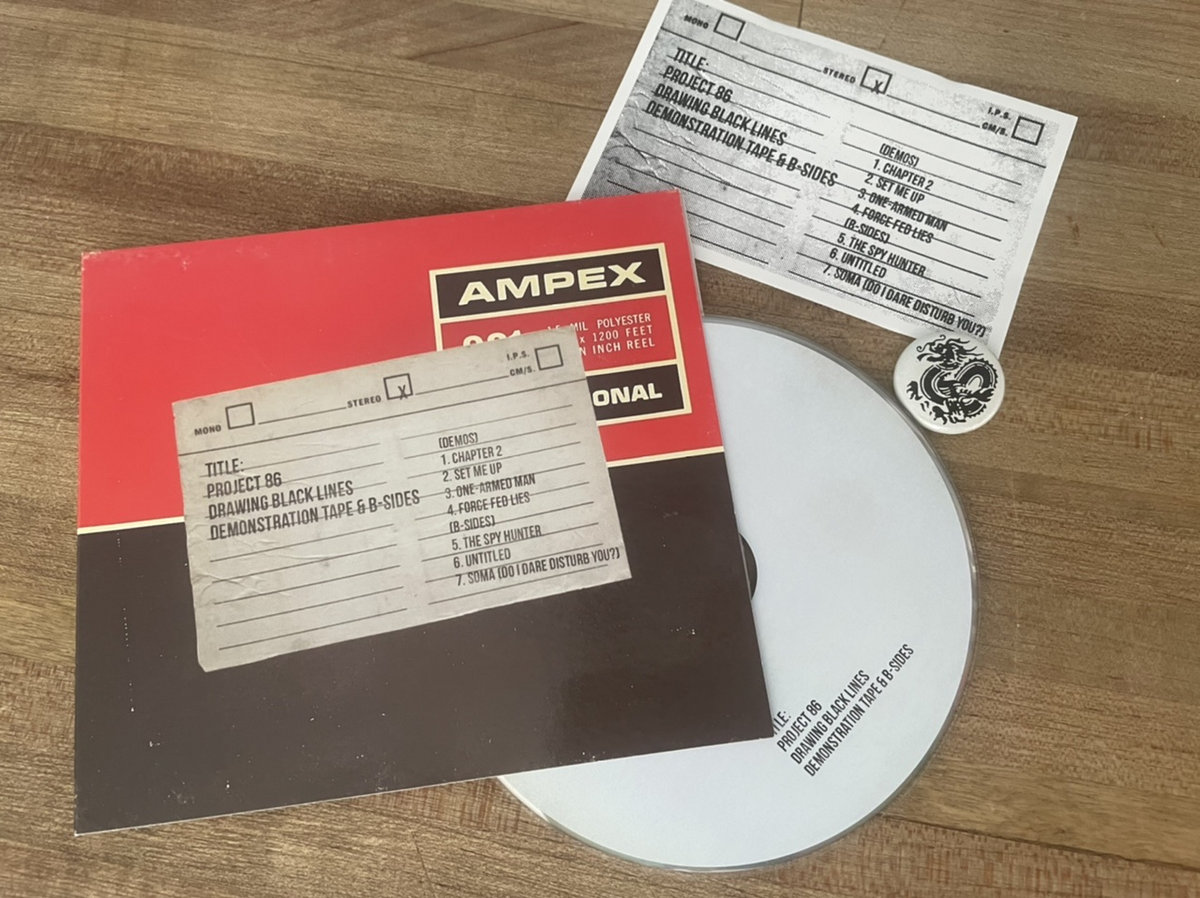 MONO
STEREO X
I.P.S.
CM/S.
TITLE:
PROJECT 86
DRAWING BLACK LINES
DEMONSTRATION TAPE & B-SIDES
(DEMOS)
1. CHAPTER 2
2. SET ME UP
3. ONE-ARMED MAN
4. FORGE FED LIES
(B-SIDES)
5. THE SPY HUNTER
6. UNTITLED
7. SOMA (DO I DARE DISTURB YOU?)
AMPEX
MIL POLYESTER
x 1200 FEET
INCH REEL
ONAL
MONO
STEREO X
I.P.S.
CM/S.
TITLE:
PROJECT 86
DRAWING BLACK LINES
DEMONSTRATION TAPE & B-SIDES
(DEMOS)
1. CHAPTER 2
2. SET ME UP
3. ONE-ARMED MAN
4. FORGE FED LIES
(B-SIDES)
5. THE SPY HUNTER
6. UNTITLED
7. SOMA (DO I DARE DISTURB YOU?)
TLE:
PROJECT 86
DRAWING BLACK LINES
DEMONSTRATION TAPE & B-SIDES